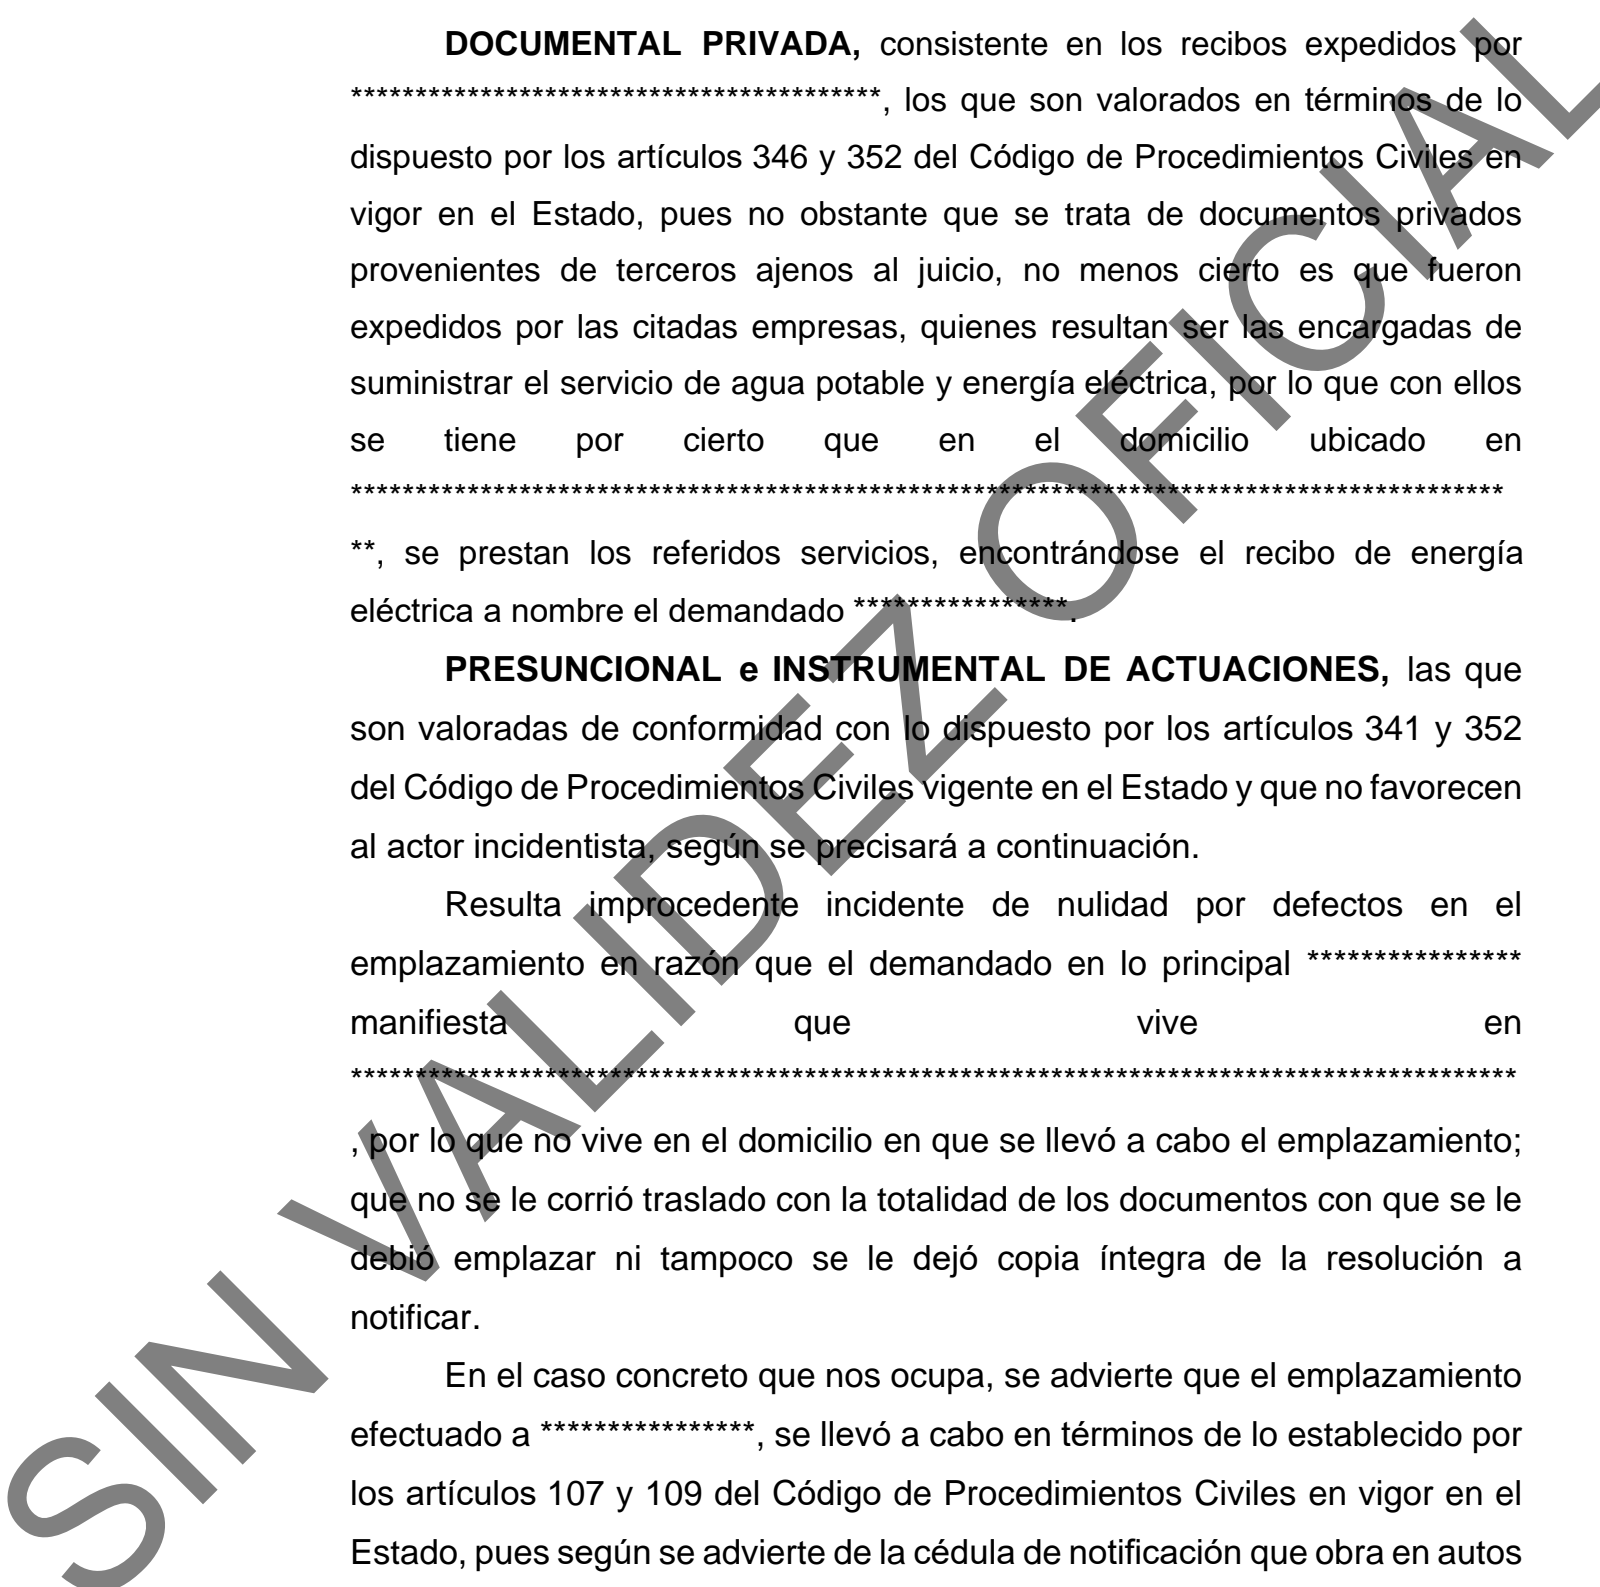 DOCUMENTAL PRIVADA, consistente en los recibos expedidos por
*****************************************, los que son valorados en términos de lo
dispuesto por los artículos 346 y 352 del Código de Procedimientos Civiles en
vigor en el Estado, pues no obstante que se trata de documentos privados
provenientes de terceros ajenos al juicio, no menos cierto es que fueron
expedidos por las citadas empresas, quienes resultan ser las encargadas de
suministrar el servicio de agua potable y energía eléctrica, por lo que con ellos
se tiene por cierto que en el domicilio ubicado en
*****************************************************************************************
**, se prestan los referidos servicios, encontrándose el recibo de energía
eléctrica a nombre el demandado ****************.
PRESUNCIONAL e INSTRUMENTAL DE ACTUACIONES, las que
son valoradas de conformidad con lo dispuesto por los artículos 341 y 352
del Código de Procedimientos Civiles vigente en el Estado y que no favorecen
al actor incidentista, según se precisará a continuación.
Resulta improcedente incidente de nulidad por defectos en el
emplazamiento en razón que el demandado en lo principal ****************
manifiesta que vive en
******************************************************************************************
, por lo que no vive en el domicilio en que se llevó a cabo el emplazamiento;
que no se le corrió traslado con la totalidad de los documentos con que se le
debió emplazar ni tampoco se le dejó copia íntegra de la resolución a
notificar.
En el caso concreto que nos ocupa, se advierte que el emplazamiento
efectuado a ****************, se llevó a cabo en términos de lo establecido por
los artículos 107 y 109 del Código de Procedimientos Civiles en vigor en el
Estado, pues según se advierte de la cédula de notificación que obra en autos
SIN VALIDEZ OFICIAL